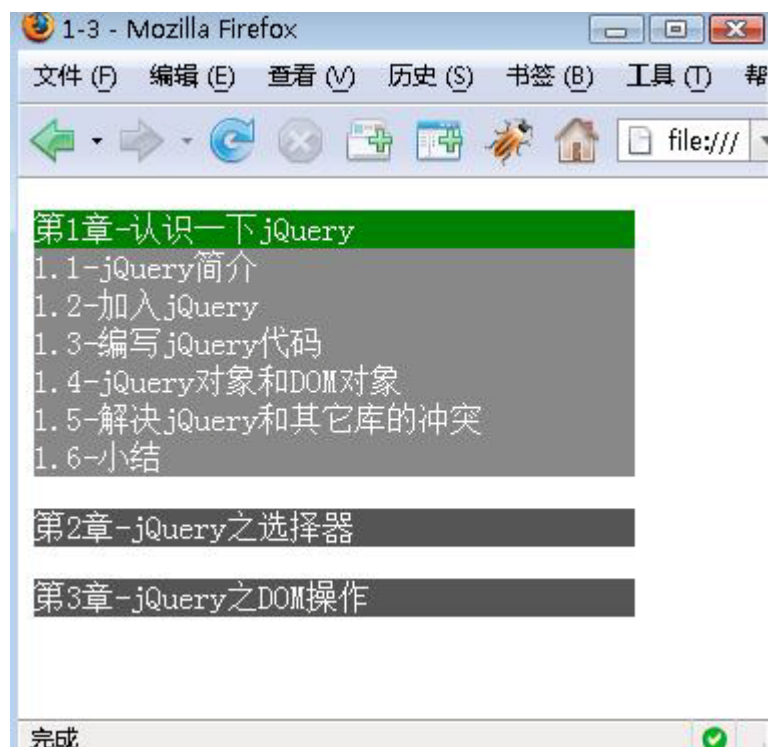 1-3 - Mozilla Firefox
文件 (F) 编辑 (E) 查看 (V) 历史 (S) 书签 (B) 工具 (T) 帮
file:///
第1章-认识一下jQuery
1.1-jQuery简介
1.2-加入jQuery
1.3-编写jQuery代码
1.4-jQuery对象和DOM对象
1.5-解决jQuery和其它库的冲突
1.6-小结
第2章-jQuery之选择器
第3章-jQuery之DOM操作
完成